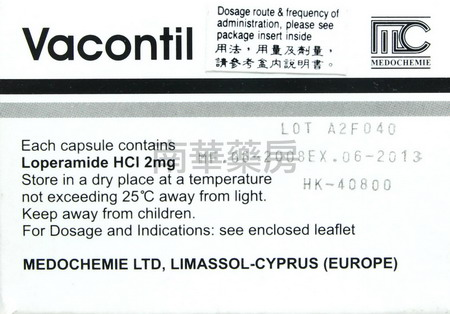 Vacontil
Dosage route & frequency of
administration, please see
package insert inside
用法，用量及劑量，
請參考盒內說明書。
MC
MEDOCHEMIE
LOT A2F040
Each capsule contains
Loperamide HCl 2mg
MF.06-2008EX.06-2013
南華藥房
Store in a dry place at a temperature
HK-40800
not exceeding 25℃ away from light.
Keep away from children.
For Dosage and Indications: see enclosed leaflet
MEDOCHEMIE LTD, LIMASSOL-CYPRUS (EUROPE)